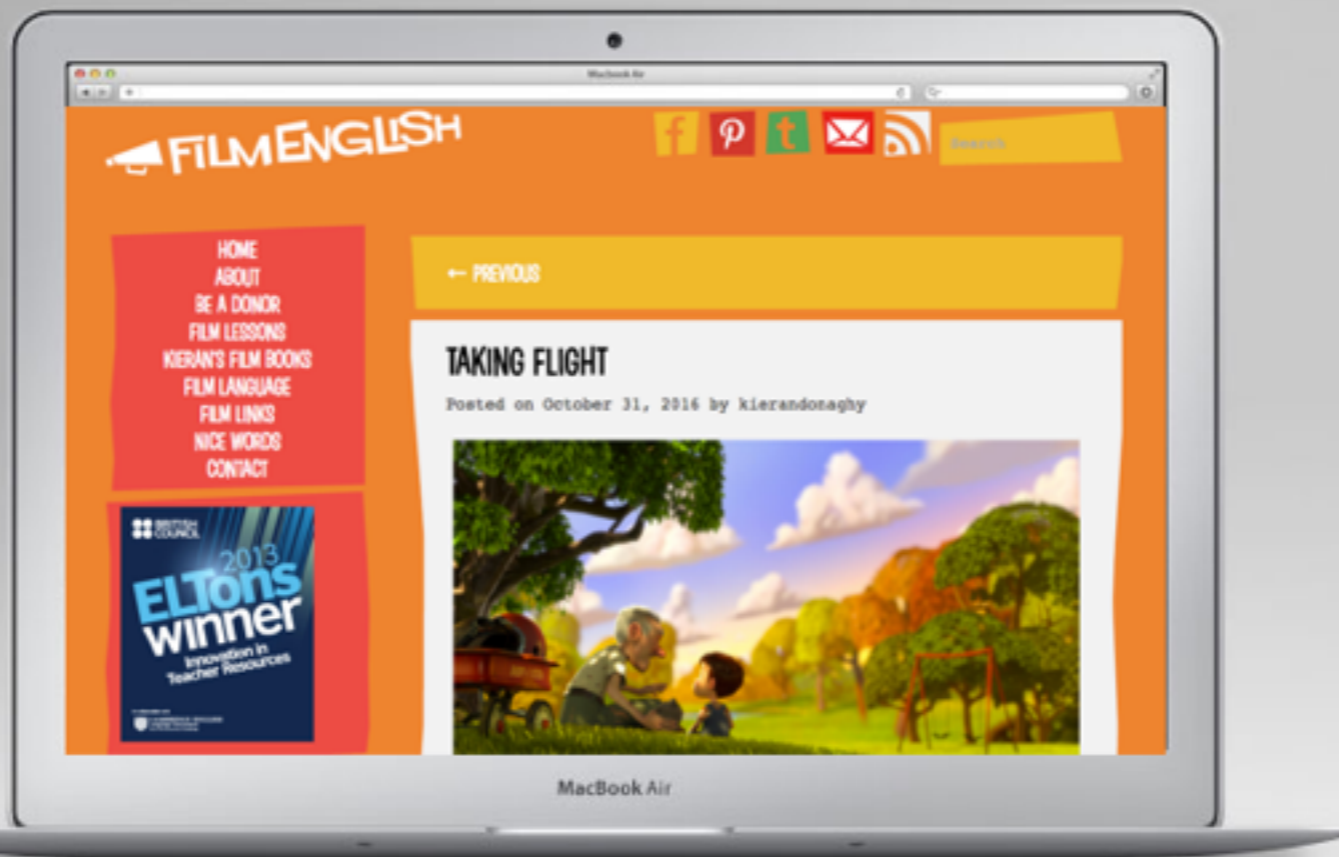 Macbook Air
FILM ENGLISH
f
t
Search
HOME
ABOUT
BE A DONOR
FILM LESSONS
KIERAN'S FILM BOOKS
FILM LANGUAGE
FILM LINKS
NICE WORDS
CONTACT
← PREVIOUS
TAKING FLIGHT
Posted on October 31, 2016 by kierandonaghy
BRITISH
COUNCIL
2013
ELTons
winner
Innovation in
Teacher Resources
MacBook Air